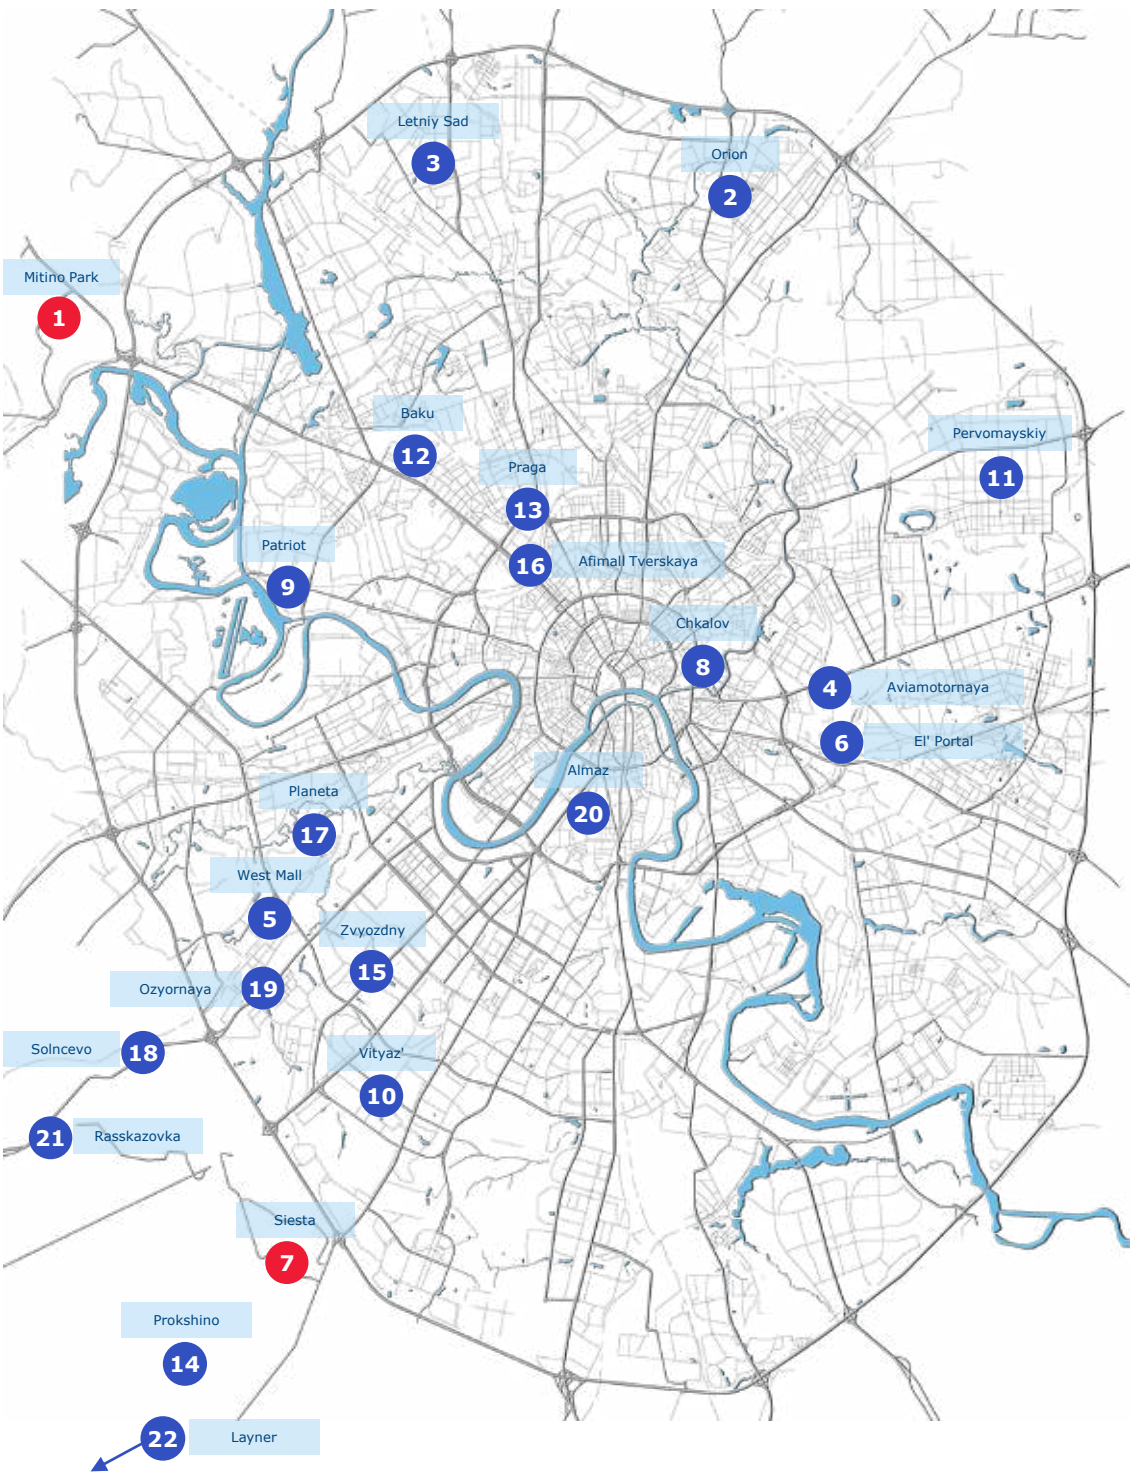 Letniy Sad
3
Orion
2
Mitino Park
1
Baku
12
Pervomayskiy
11
Praga
13
Patriot
9
16
Afimall Tverskaya
Chkalov
8
4
Aviamotornaya
6
El' Portal
Almaz
20
Planeta
17
West Mall
5
Zvyozdny
15
Ozyornaya
19
Solncevo
18
Vityaz'
10
21
Rasskazovka
Siesta
7
Prokshino
14
22
Layner